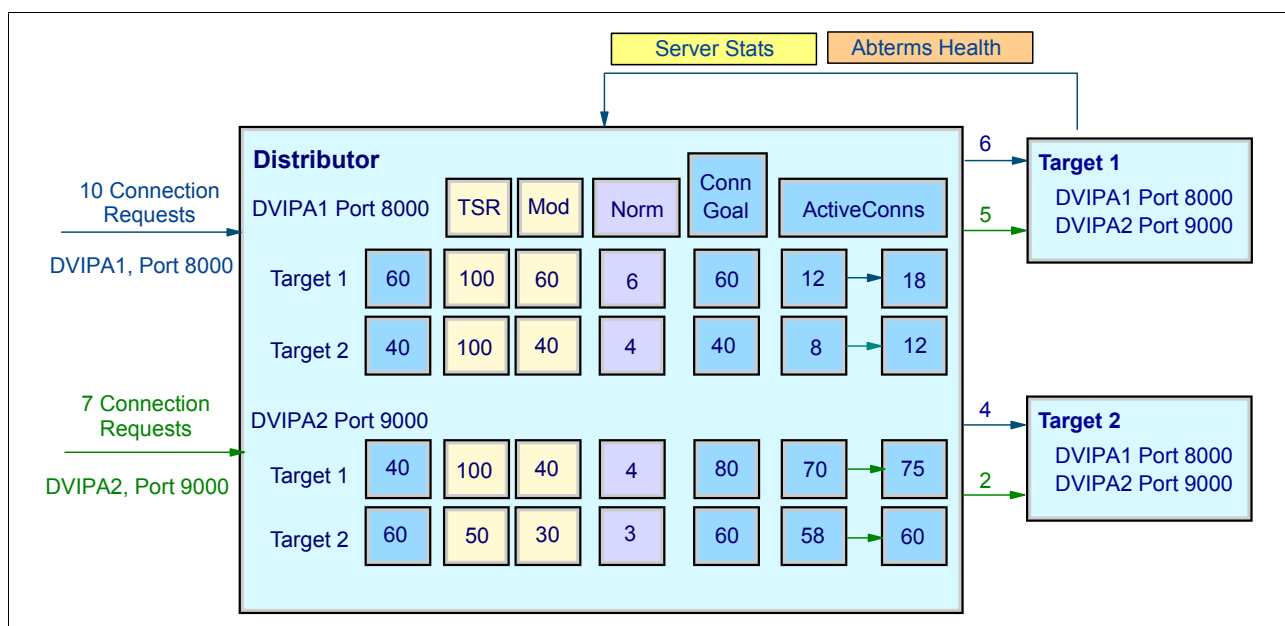 Server Stats
Abterms Health
Distributor
10 Connection
Requests
DVIPA1, Port 8000
DVIPA1 Port 8000
TSR
Mod
Norm
Conn
Goal
ActiveConns
Target 1
60
100
60
6
60
12
18
Target 2
40
100
40
4
40
8
12
7 Connection
Requests
DVIPA2, Port 9000
DVIPA2 Port 9000
Target 1
40
100
40
4
80
70
75
Target 2
60
50
30
3
60
58
60
6
5
Target 1
DVIPA1 Port 8000
DVIPA2 Port 9000
4
2
Target 2
DVIPA1 Port 8000
DVIPA2 Port 9000